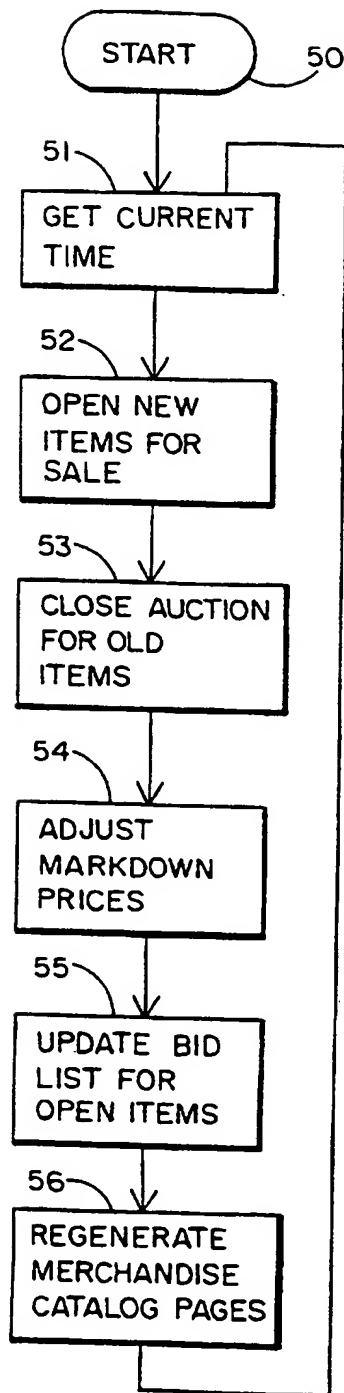 START
50
51
GET CURRENT
TIME
52
OPEN NEW
ITEMS FOR
SALE
53
CLOSE AUCTION
FOR OLD
ITEMS
54
ADJUST
MARKDOWN
PRICES
55
UPDATE BID
LIST FOR
OPEN ITEMS
56
REGENERATE
MERCHANDISE
CATALOG PAGES